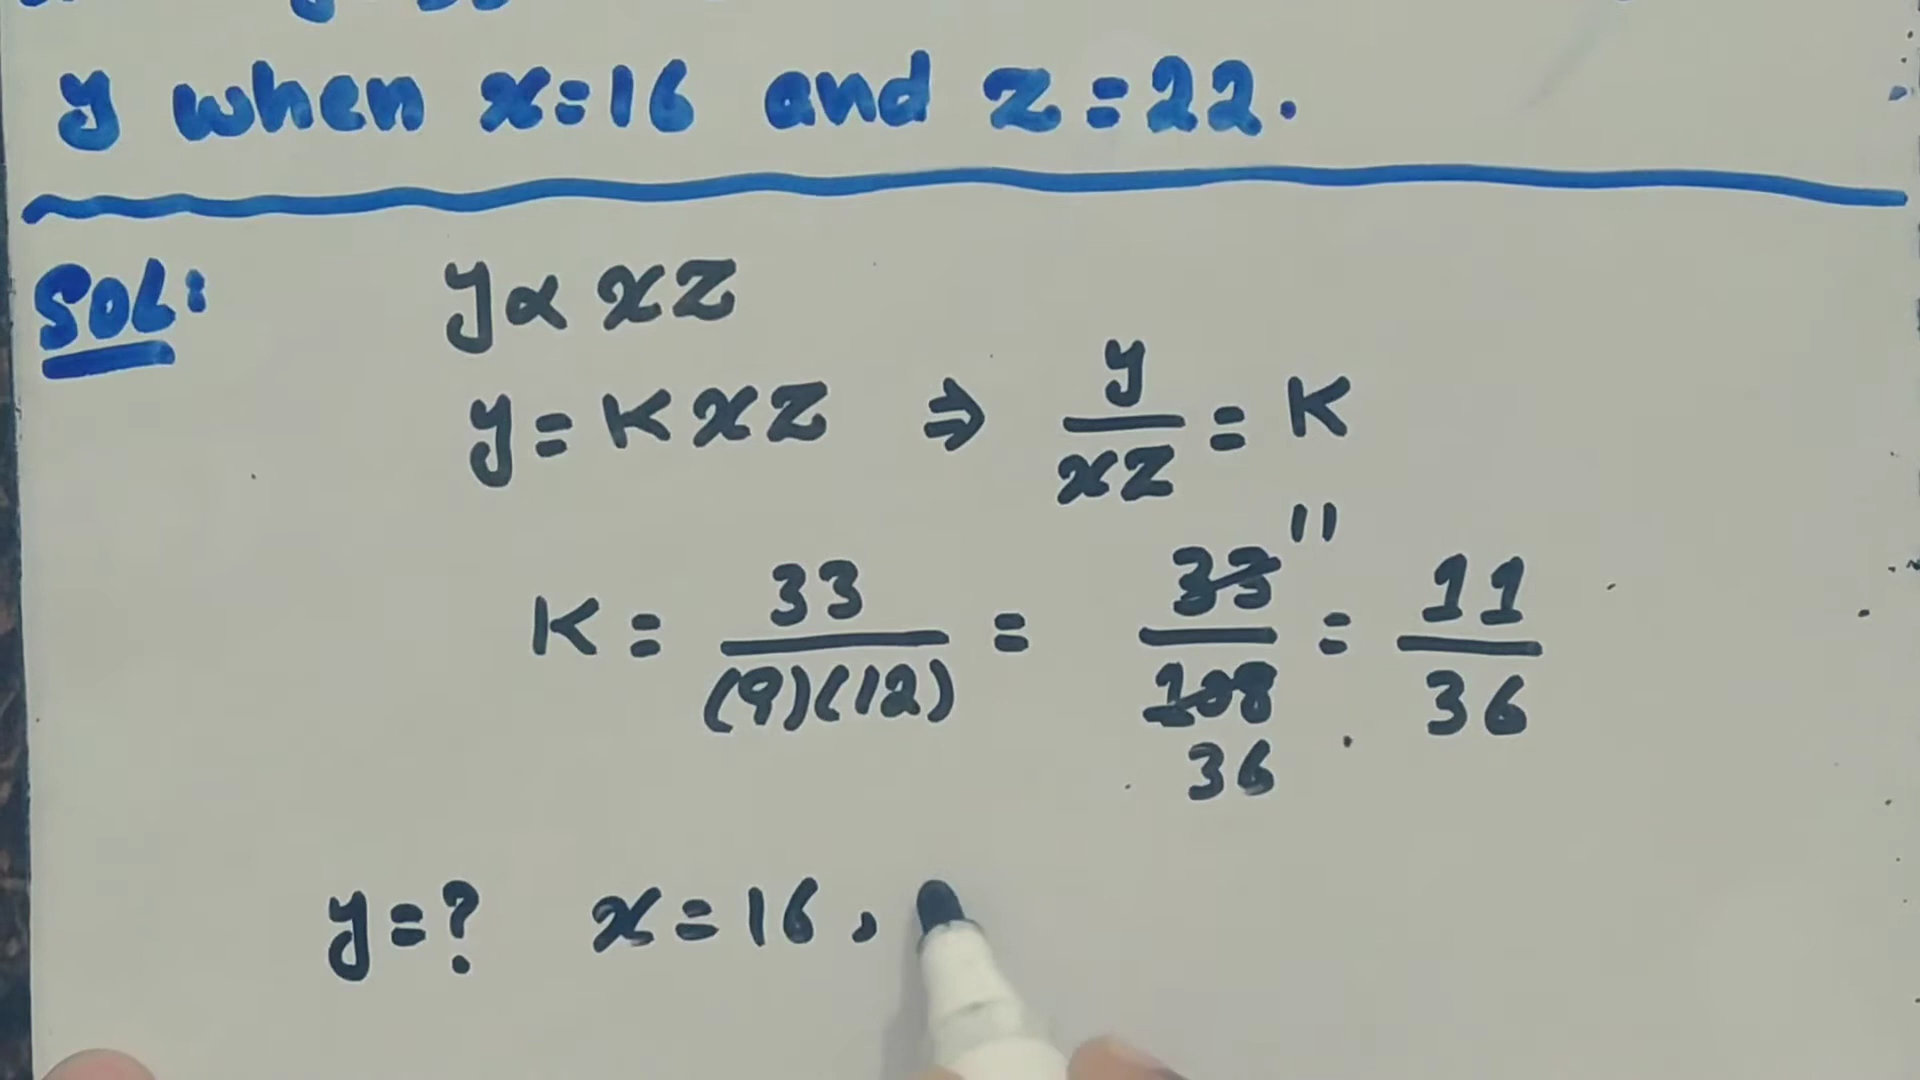 y when x=16 and z=22.
SOL:
y∝ xz
y=Kxz ⇒ y/xz = K
K = 33/(9)(12) = 33/108 = 11/36
11
36
y=? x=16,